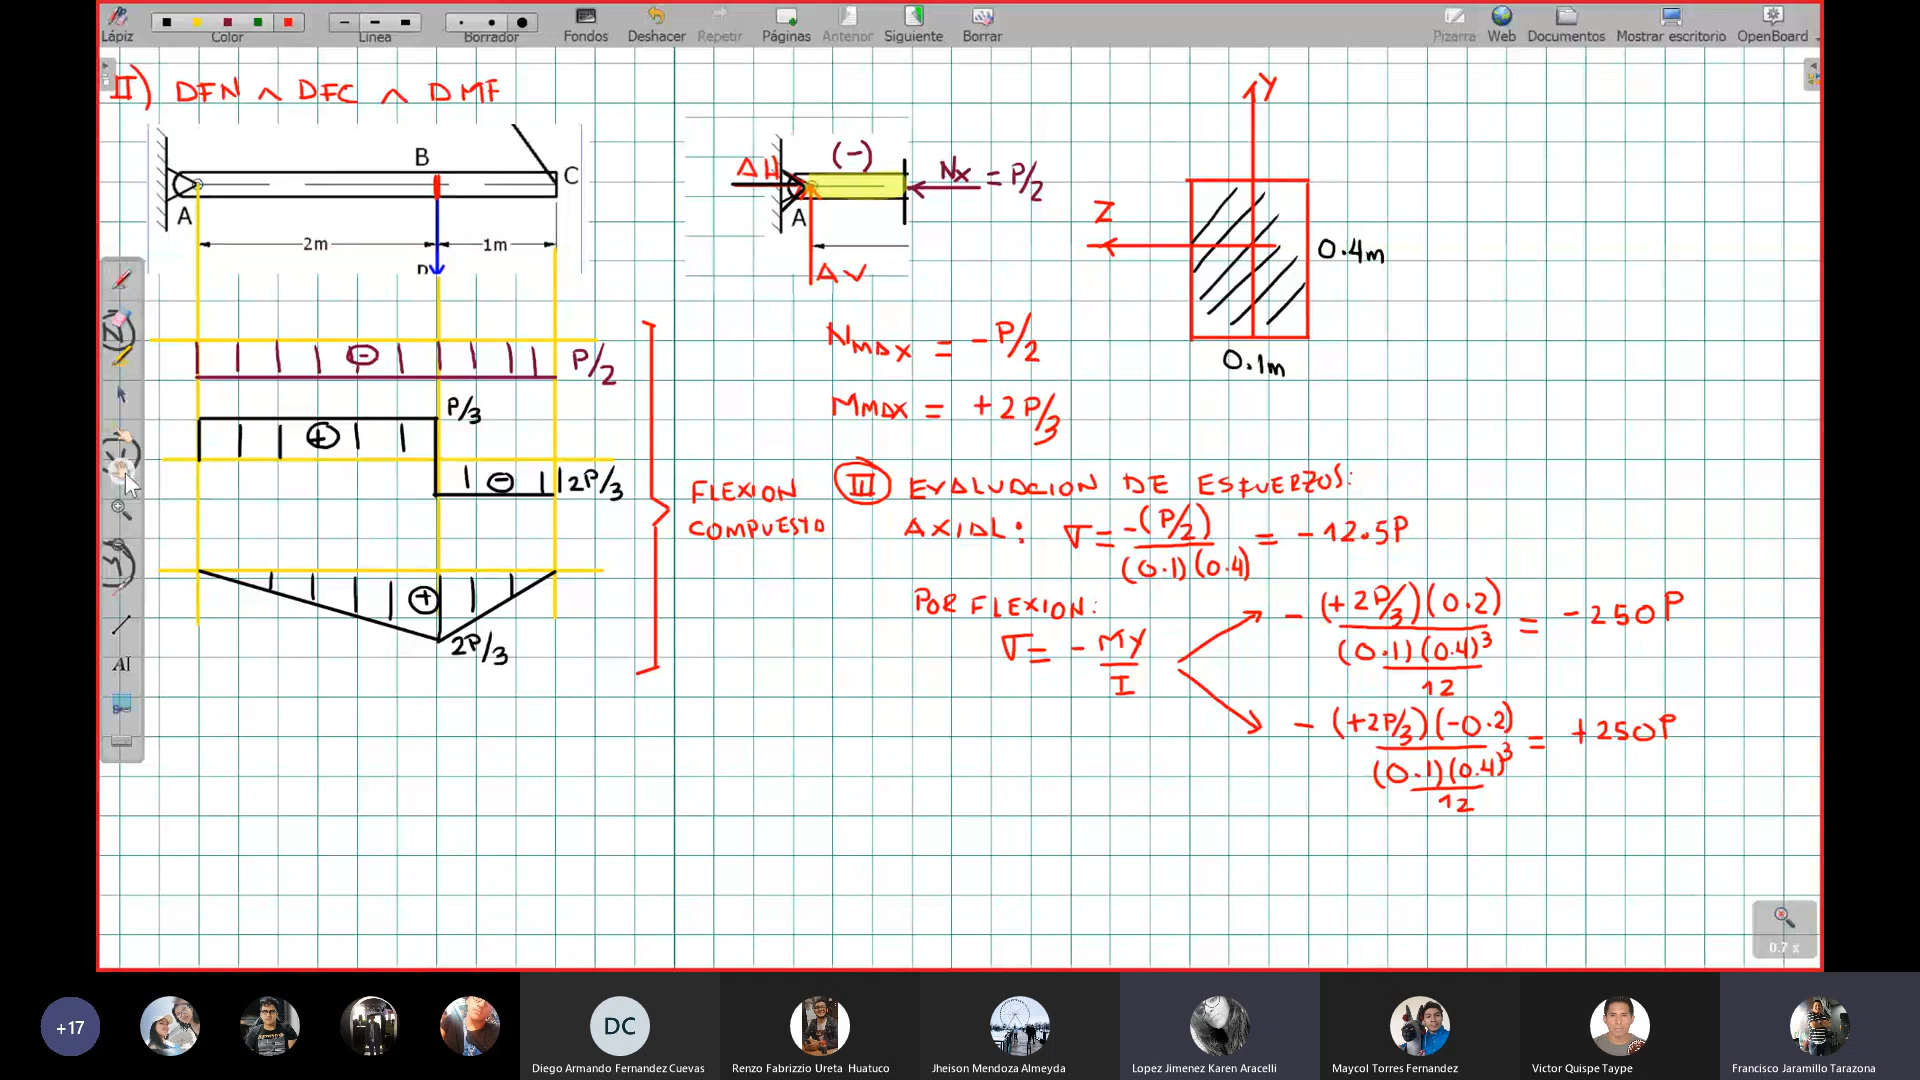 Lápiz
Color
Línea
Borrador
Fondos
Deshacer
Repetir
Páginas
Anterior
Siguiente
Borrar
Pizarra
Web
Documentos
Mostrar escritorio
OpenBoard
II) DFN ∧ DFC ∧ DMF
B
C
A
2m
1m
P/2
P/3
2P/3
2P/3
(-)
AH
Nx = P/2
A
AV
Y
Z
0.4m
0.1m
NMAX = -P/2
MMAX = +2P/3
FLEXION
COMPUESTA
III EVALUACION DE ESFUERZOS:
AXIAL: σ = -(P/2) / (0.1)(0.4) = -12.5P
POR FLEXION:
σ = - MY / I
- (+2P/3)(0.2) / (0.1)(0.4)³ / 12 = -250P
- (+2P/3)(-0.2) / (0.1)(0.4)³ / 12 = +250P
AI
0.7 x
+17
DC
Diego Armando Fernandez Cuevas
Renzo Fabrizzio Ureta Huatuco
Jheison Mendoza Almeyda
Lopez Jimenez Karen Aracelli
Maycol Torres Fernandez
Victor Quispe Taype
Francisco Jaramillo Tarazona